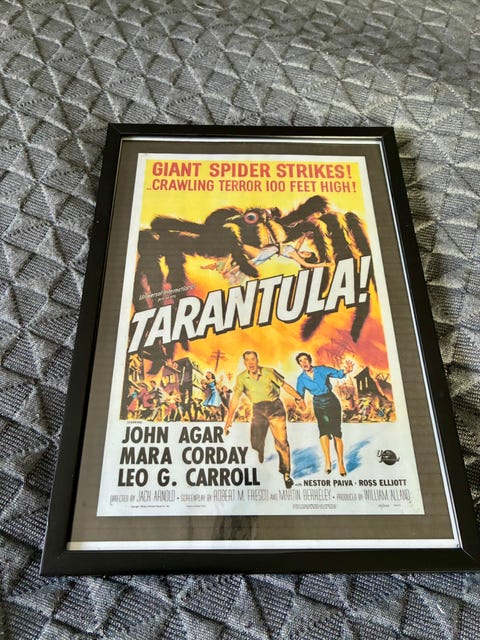 GIANT SPIDER STRIKES!
..CRAWLING TERROR 100 FEET HIGH!
Universal-International
presents
TARANTULA!
STARRING
JOHN AGAR
MARA CORDAY
LEO G. CARROLL
with NESTOR PAIVA · ROSS ELLIOTT
DIRECTED BY JACK ARNOLD · SCREENPLAY BY ROBERT M. FRESCO AND MARTIN BERKELEY · PRODUCED BY WILLIAM ALLAND